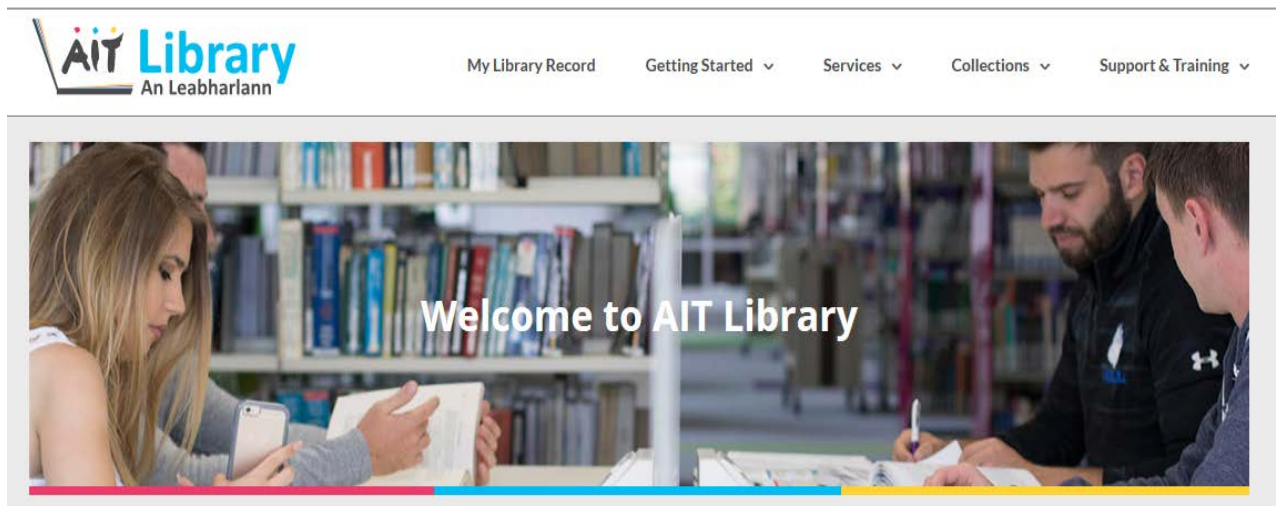 AIT Library
An Leabharlann
My Library Record Getting Started Services Collections Support & Training
Welcome to AIT Library